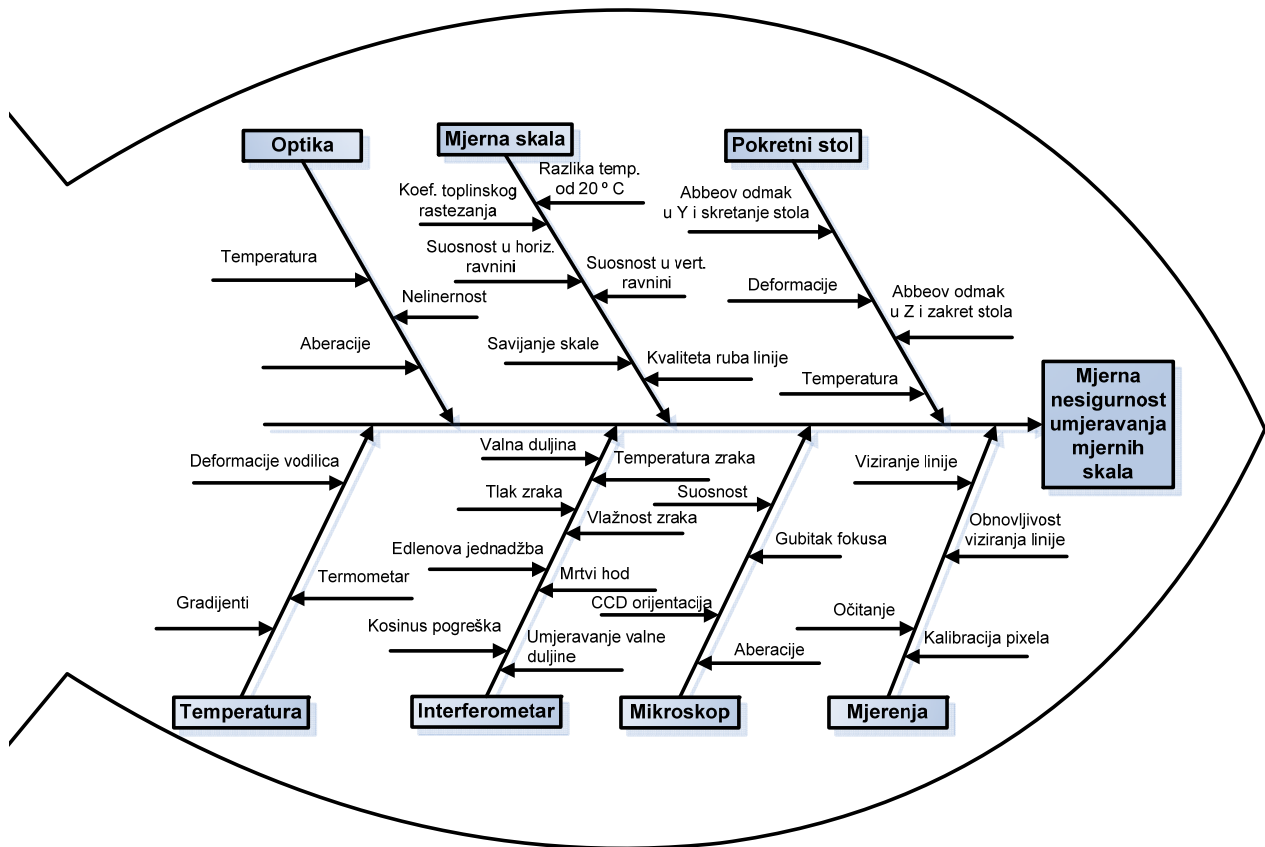 Optika
Temperatura
Nelinernost
Aberacije
Mjerna skala
Razlika temp.
od 20 º C
Koef. toplinskog
rastezanja
Suosnost u horiz.
ravnini
Suosnost u vert.
ravnini
Savijanje skale
Kvaliteta ruba linije
Pokretni stol
Abbeov odmak
u Y i skretanje stola
Deformacije
Abbeov odmak
u Z i zakret stola
Temperatura
Mjerna
nesigurnost
umjeravanja
mjernih
skala
Deformacije vodilica
Termometar
Gradijenti
Temperatura
Valna duljina
Temperatura zraka
Tlak zraka
Vlažnost zraka
Edlenova jednadžba
Mrtvi hod
Kosinus pogreška
Umjeravanje valne
duljine
Interferometar
Suosnost
Gubitak fokusa
CCD orijentacija
Aberacije
Mikroskop
Viziranje linije
Obnovljivost
viziranja linije
Očitanje
Kalibracija pixela
Mjerenja